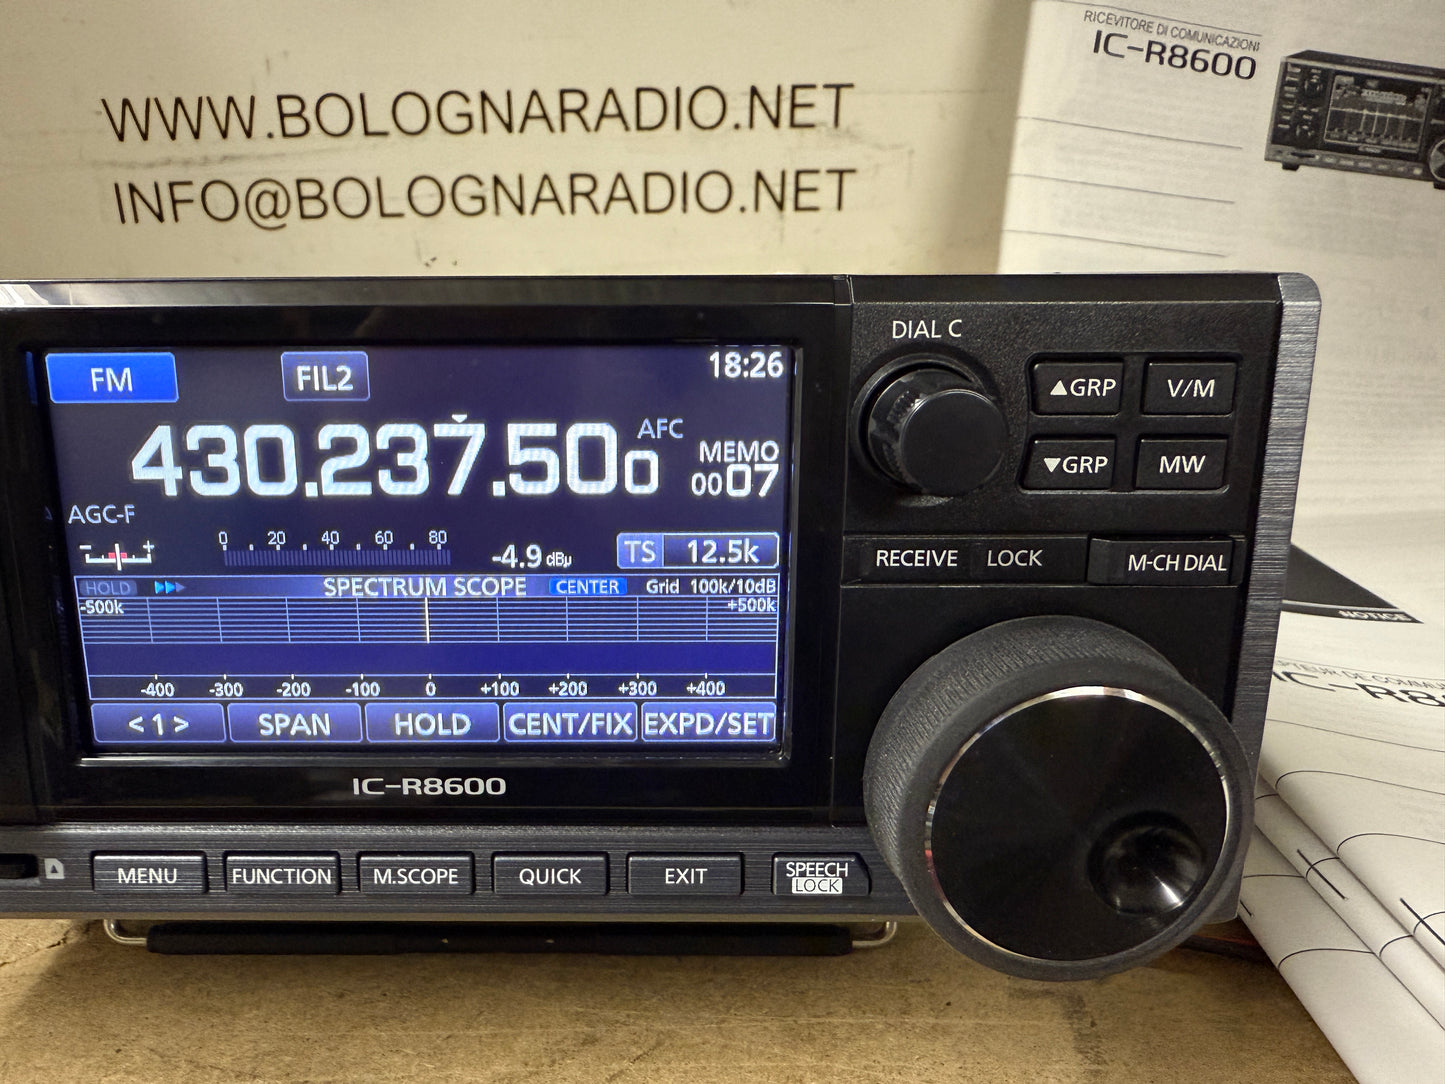 WWW.BOLOGNARADIO.NET
INFO@BOLOGNARADIO.NET
RICEVITORE DI COMUNICAZIONI
IC-R8600
FM FIL2 18:26
430.237.500 AFC MEMO 0007
AGC-F
- +
0 20 40 60 80
-4.9 dBμ
TS 12.5k
HOLD SPECTRUM SCOPE CENTER Grid 100k/10dB
-500k +500k
-400 -300 -200 -100 0 +100 +200 +300 +400
< 1 > SPAN HOLD CENT/FIX EXPD/SET
IC-R8600
MENU FUNCTION M.SCOPE QUICK EXIT SPEECH
LOCK
DIAL C
▲GRP V/M
▼GRP MW
RECEIVE LOCK M-CH DIAL
NOTICE